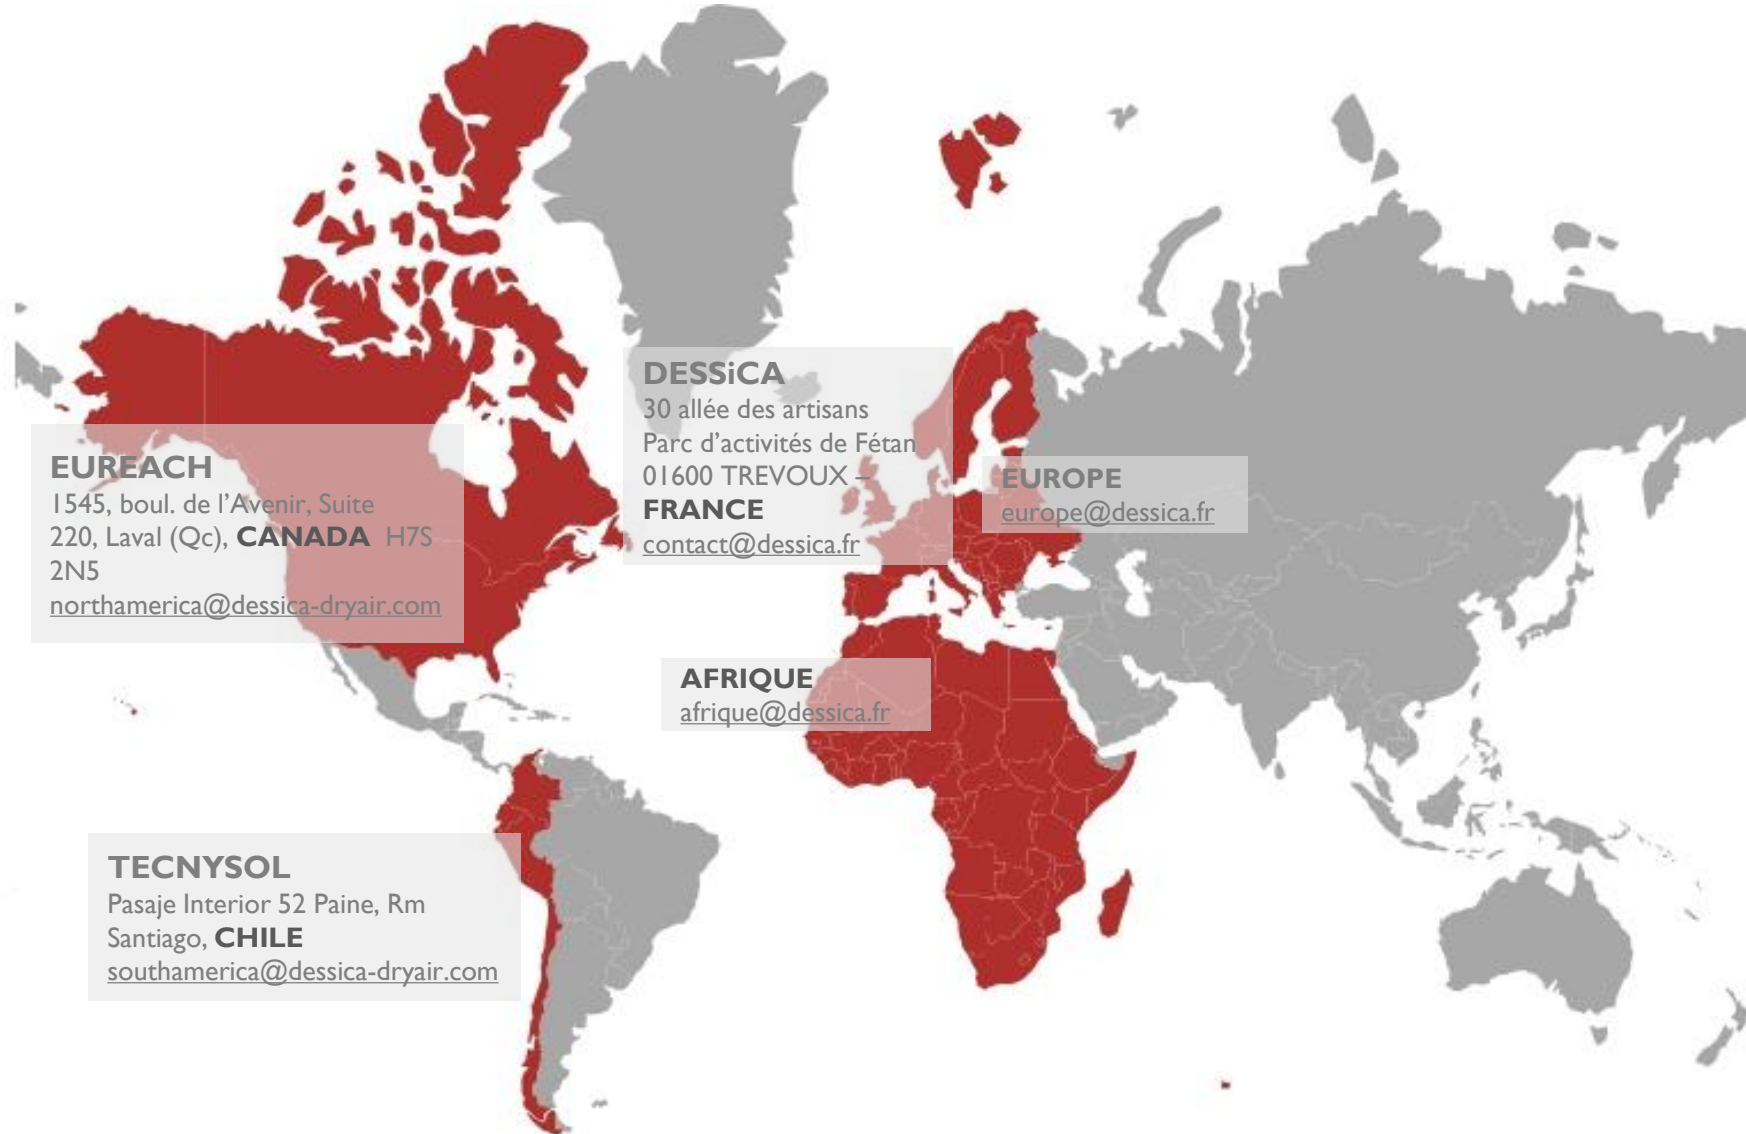 DESSiCA
30 allée des artisans
Parc d’activités de Fétan
01600 TREVOUX –
FRANCE
contact@dessica.fr
EUREACH
1545, boul. de l’Avenir, Suite
220, Laval (Qc), CANADA H7S
2N5
northamerica@dessica-dryair.com
EUROPE
europe@dessica.fr
AFRIQUE
afrique@dessica.fr
TECNYSOL
Pasaje Interior 52 Paine, Rm
Santiago, CHILE
southamerica@dessica-dryair.com